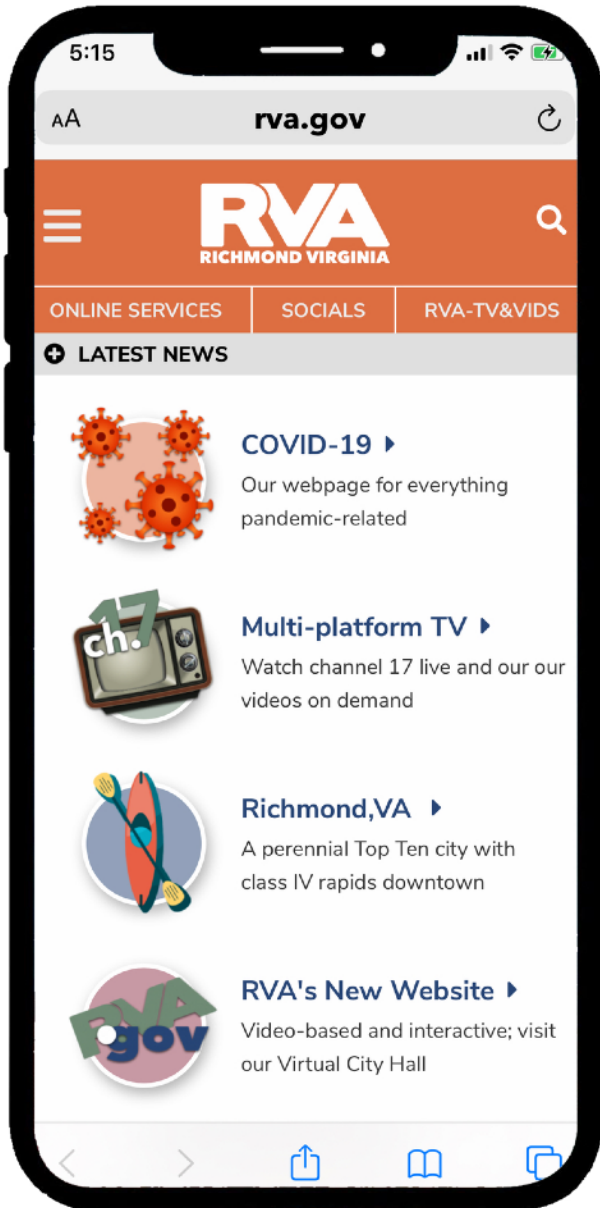 5:15
AA
rva.gov
RVA
RICHMOND VIRGINIA
ONLINE SERVICES
SOCIALS
RVA-TV&VIDS
LATEST NEWS
COVID-19
Our webpage for everything
pandemic-related
17
ch.
Multi-platform TV
Watch channel 17 live and our our
videos on demand
Richmond,VA
A perennial Top Ten city with
class IV rapids downtown
RVA
gov
RVA's New Website
Video-based and interactive; visit
our Virtual City Hall